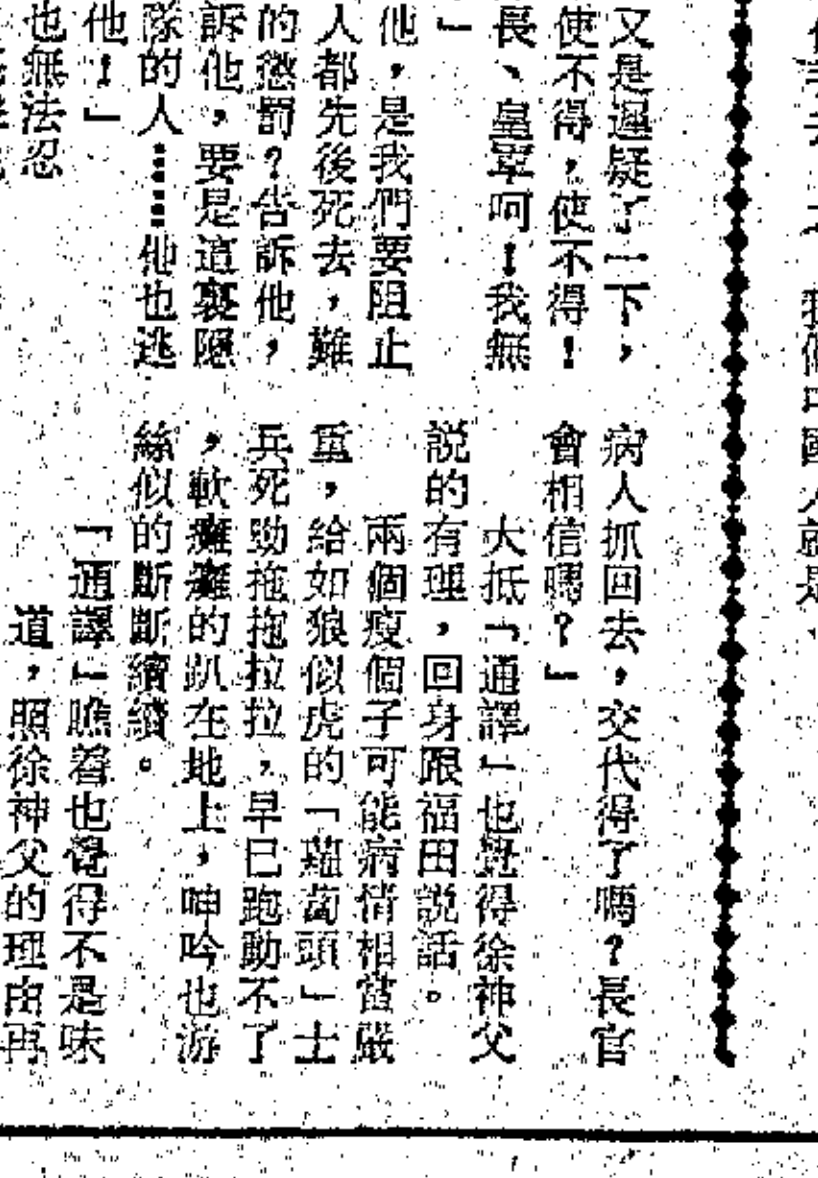 我們中國人就是，
又是遲疑了一下，
使不得，使不得！
長、皇軍呵！我無
」
他，是我們要阻止
人都先後死去，難
的懲罰？告訴他，
訴他，要是這裏隱
隊的人……他也逃
他！」
也無法忍
病人抓回去，交代得了嗎？長官
會相信嗎？」
大抵「通譯」也覺得徐神父
說的有理，回身跟福田說話。
兩個瘦個子可能病情相當嚴
重，給如狼似虎的「蘿蔔頭」士
兵死勁拖拖拉拉，早已跑動不了
，軟癱癱的趴在地上，呻吟也游
絲似的斷斷續續。
「通譯」瞧着也覺得不是味
道，照徐神父的理由再